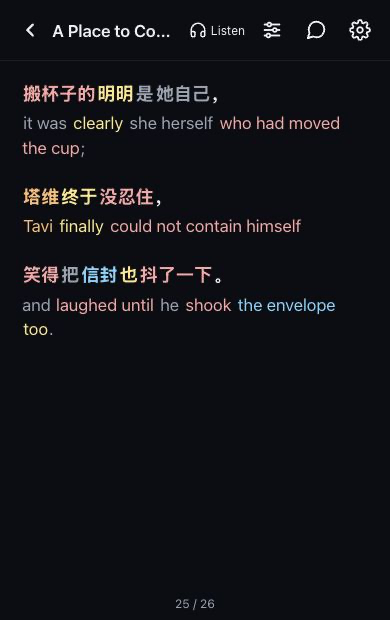 A Place to Co... Listen
搬杯子的明明是她自己，
it was clearly she herself who had moved
the cup;
塔维终于没忍住，
Tavi finally could not contain himself
笑得把信封也抖了一下。
and laughed until he shook the envelope
too.
25 / 26